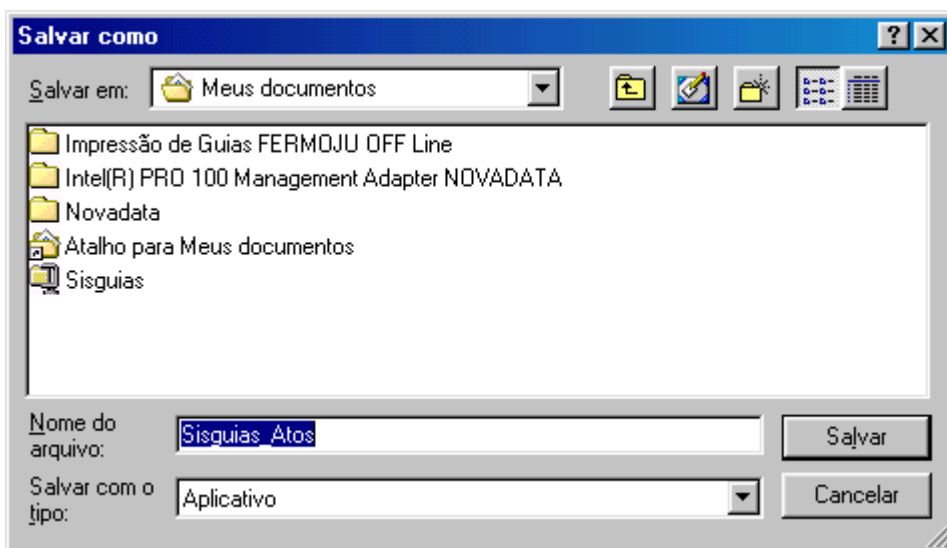 Salvar como
Salvar em:
Meus documentos
Impressão de Guias FERMOJU OFF Line
Intel(R) PRO 100 Management Adapter NOVADATA
Novadata
Atalho para Meus documentos
Sisguias
Nome do
arquivo:
Sisguias_Atos
Salvar
Salvar com o
tipo:
Aplicativo
Cancelar